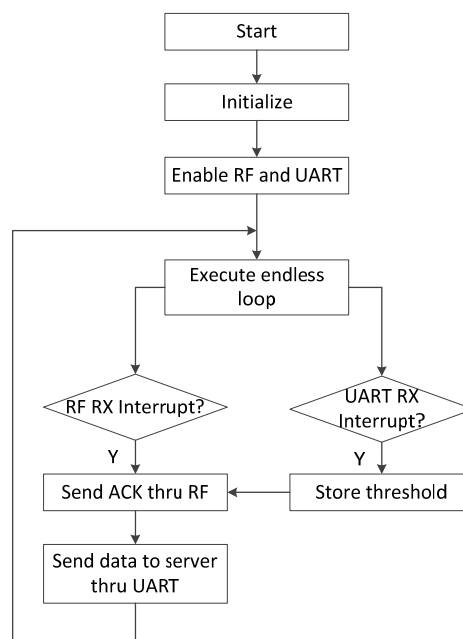 Start
Initialize
Enable RF and UART
Execute endless
loop
RF RX Interrupt?
UART RX
Interrupt?
Y
Y
Send ACK thru RF
Store threshold
Send data to server
thru UART